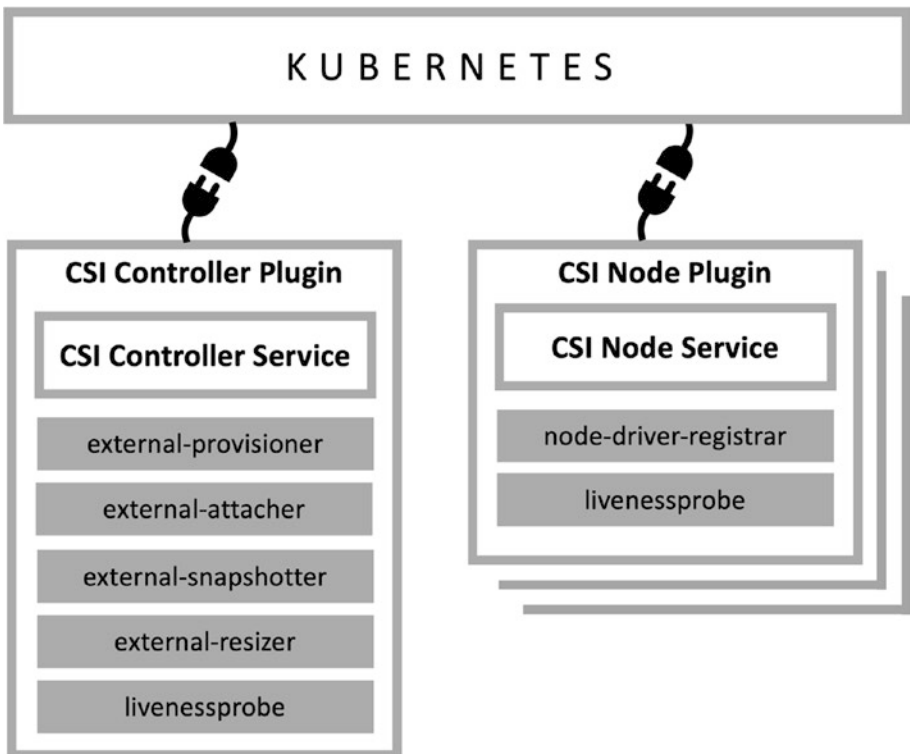 KUBERNETES
CSI Controller Plugin
CSI Controller Service
external-provisioner
external-attacher
external-snapshotter
external-resizer
livenessprobe
CSI Node Plugin
CSI Node Service
node-driver-registrar
livenessprobe